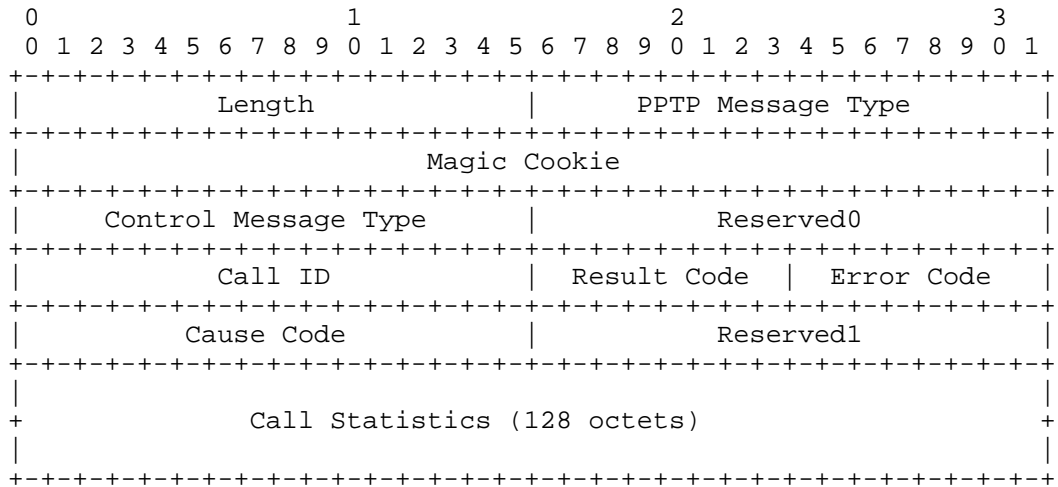 0                   1                   2                   3
 0 1 2 3 4 5 6 7 8 9 0 1 2 3 4 5 6 7 8 9 0 1 2 3 4 5 6 7 8 9 0 1
+-+-+-+-+-+-+-+-+-+-+-+-+-+-+-+-+-+-+-+-+-+-+-+-+-+-+-+-+-+-+-+-+
|            Length             |      PPTP Message Type        |
+-+-+-+-+-+-+-+-+-+-+-+-+-+-+-+-+-+-+-+-+-+-+-+-+-+-+-+-+-+-+-+-+
|                         Magic Cookie                          |
+-+-+-+-+-+-+-+-+-+-+-+-+-+-+-+-+-+-+-+-+-+-+-+-+-+-+-+-+-+-+-+-+
|     Control Message Type      |           Reserved0           |
+-+-+-+-+-+-+-+-+-+-+-+-+-+-+-+-+-+-+-+-+-+-+-+-+-+-+-+-+-+-+-+-+
|            Call ID            |  Result Code  |  Error Code   |
+-+-+-+-+-+-+-+-+-+-+-+-+-+-+-+-+-+-+-+-+-+-+-+-+-+-+-+-+-+-+-+-+
|          Cause Code           |           Reserved1           |
+-+-+-+-+-+-+-+-+-+-+-+-+-+-+-+-+-+-+-+-+-+-+-+-+-+-+-+-+-+-+-+-+
|                                                               |
+              Call Statistics (128 octets)                     +
|                                                               |
+-+-+-+-+-+-+-+-+-+-+-+-+-+-+-+-+-+-+-+-+-+-+-+-+-+-+-+-+-+-+-+-+